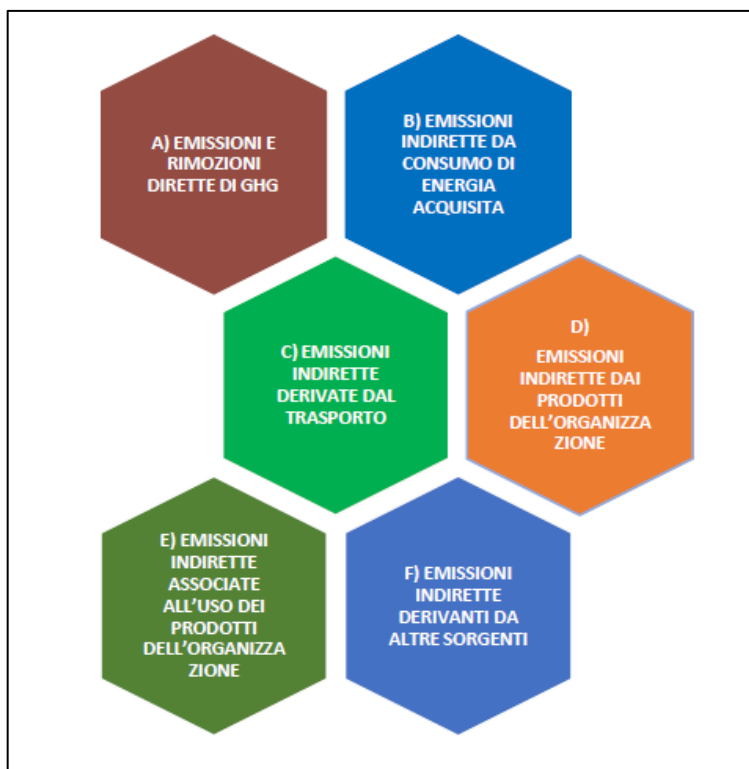 A) EMISSIONI E
RIMOZIONI
DIRETTE DI GHG
B) EMISSIONI
INDIRETTE DA
CONSUMO DI
ENERGIA
ACQUISITA
C) EMISSIONI
INDIRETTE
DERIVATE DAL
TRASPORTO
D)
EMISSIONI
INDIRETTE DAI
PRODOTTI
DELL'ORGANIZZA
ZIONE
E) EMISSIONI
INDIRETTE
ASSOCIATE
ALL'USO DEI
PRODOTTI
DELL'ORGANIZZA
ZIONE
F) EMISSIONI
INDIRETTE
DERIVANTI DA
ALTRE SORGENTI